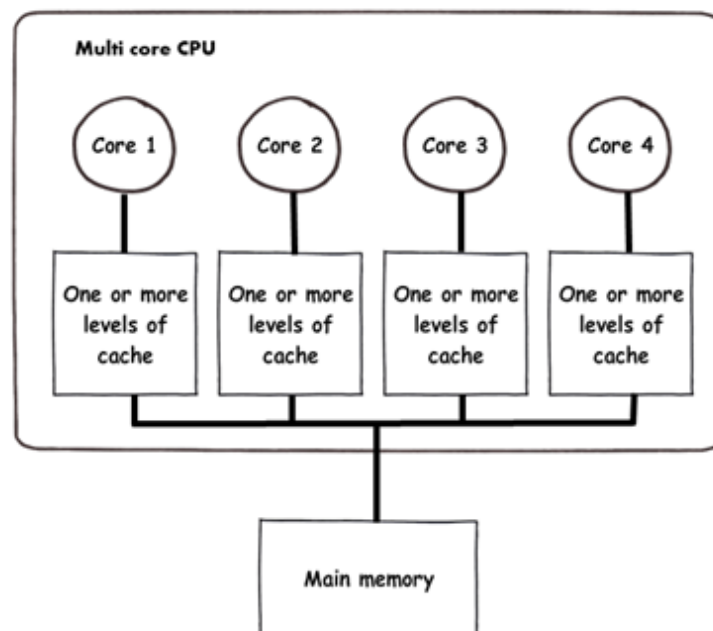 Multi core CPU
Core 1
Core 2
Core 3
Core 4
One or more
levels of
cache
One or more
levels of
cache
One or more
levels of
cache
One or more
levels of
cache
Main memory